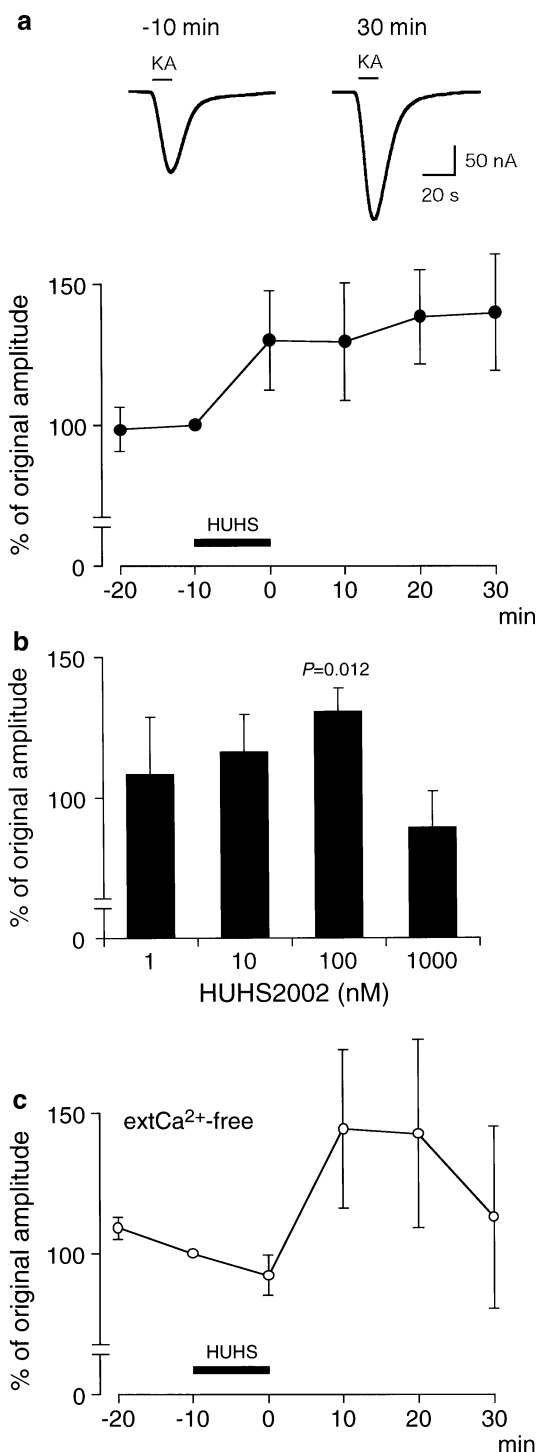 a
-10 min 30 min
KA KA
50 nA
20 s
% of original amplitude
150
100
0
HUHS
-20 -10 0 10 20 30
min
b
% of original amplitude
150
100
0
P=0.012
1 10 100 1000
HUHS2002 (nM)
c
extCa²⁺-free
% of original amplitude
150
100
0
HUHS
-20 -10 0 10 20 30
min